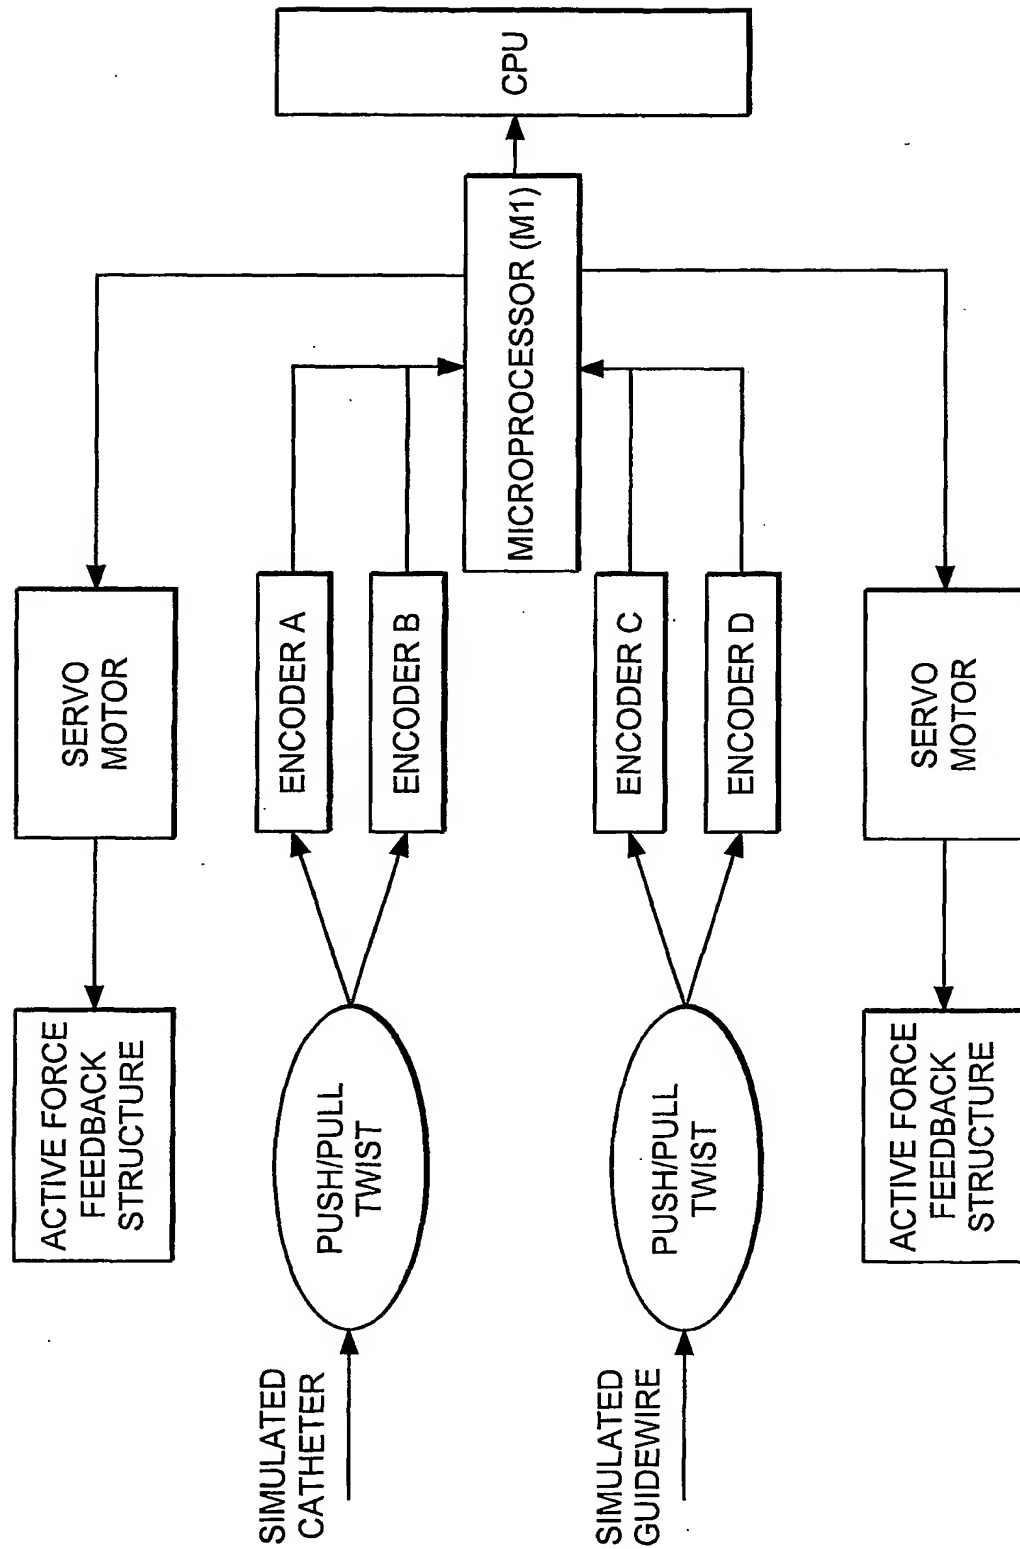 ACTIVE FORCE
FEEDBACK
STRUCTURE
SERVO
MOTOR
SIMULATED
CATHETER
PUSH/PULL
TWIST
ENCODER A
ENCODER B
MICROPROCESSOR (M1)
CPU
SIMULATED
GUIDEWIRE
PUSH/PULL
TWIST
ENCODER C
ENCODER D
ACTIVE FORCE
FEEDBACK
STRUCTURE
SERVO
MOTOR